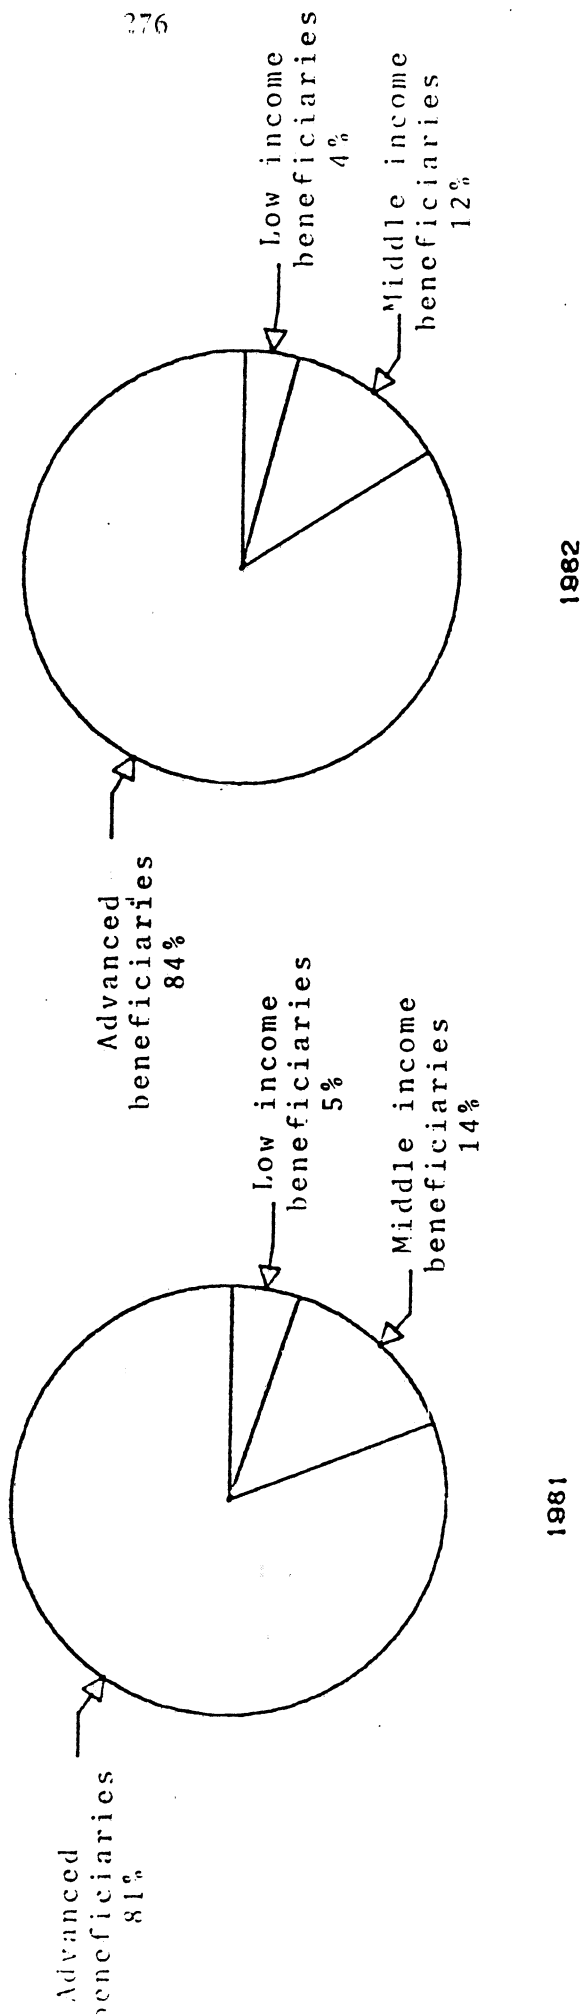 276
Advanced
beneficiaries
81%
Low income
beneficiaries
5%
Middle income
beneficiaries
14%
1981
Advanced
beneficiaries
84%
Low income
beneficiaries
4%
Middle income
beneficiaries
12%
1982